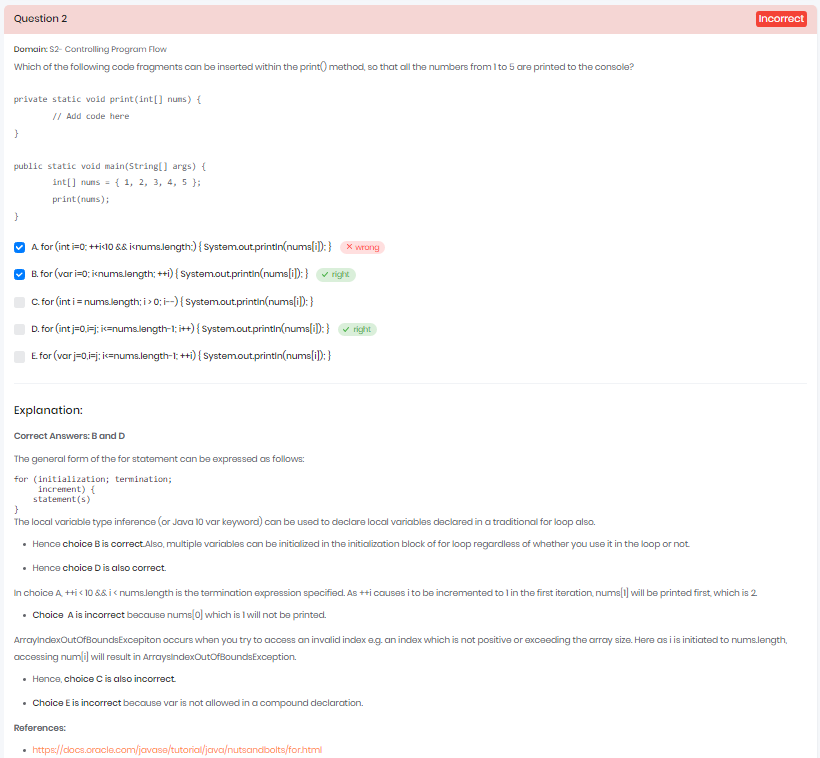 Question 2
Incorrect
Domain: S2- Controlling Program Flow
Which of the following code fragments can be inserted within the print() method, so that all the numbers from 1 to 5 are printed to the console?
private static void print(int[] nums) {
// Add code here
}
public static void main(String[] args) {
int[] nums = { 1, 2, 3, 4, 5 };
print(nums);
}
A. for (int i=0; ++i<10 && i<nums.length;) { System.out.println(nums[i]); } ✕ wrong
B. for (var i=0; i<nums.length; ++i) { System.out.println(nums[i]); } ✓ right
C. for (int i = nums.length; i > 0; i--) { System.out.println(nums[i]); }
D. for (int j=0,i=j; i<=nums.length-1; i++) { System.out.println(nums[i]); } ✓ right
E. for (var j=0,i=j; i<=nums.length-1; ++i) { System.out.println(nums[i]); }
Explanation:
Correct Answers: B and D
The general form of the for statement can be expressed as follows:
for (initialization; termination;
increment) {
statement(s)
}
The local variable type inference (or Java 10 var keyword) can be used to declare local variables declared in a traditional for loop also.
• Hence choice B is correct.Also, multiple variables can be initialized in the initialization block of for loop regardless of whether you use it in the loop or not.
• Hence choice D is also correct.
In choice A, ++i < 10 && i < nums.length is the termination expression specified. As ++i causes i to be incremented to 1 in the first iteration, nums[1] will be printed first, which is 2.
• Choice A is incorrect because nums[0] which is 1 will not be printed.
ArrayIndexOutOfBoundsExcepiton occurs when you try to access an invalid index e.g. an index which is not positive or exceeding the array size. Here as i is initiated to nums.length,
accessing num[i] will result in ArraysIndexOutOfBoundsException.
• Hence, choice C is also incorrect.
• Choice E is incorrect because var is not allowed in a compound declaration.
References:
• https://docs.oracle.com/javase/tutorial/java/nutsandbolts/for.html